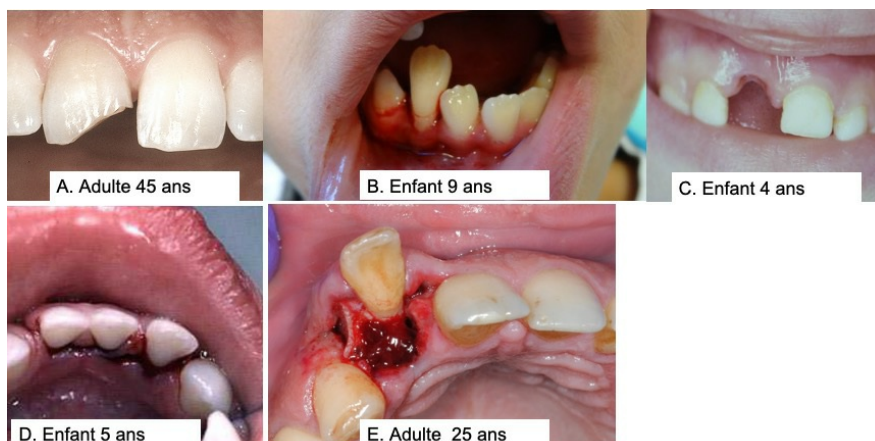 A. Adulte 45 ans
B. Enfant 9 ans
C. Enfant 4 ans
D. Enfant 5 ans
E. Adulte 25 ans